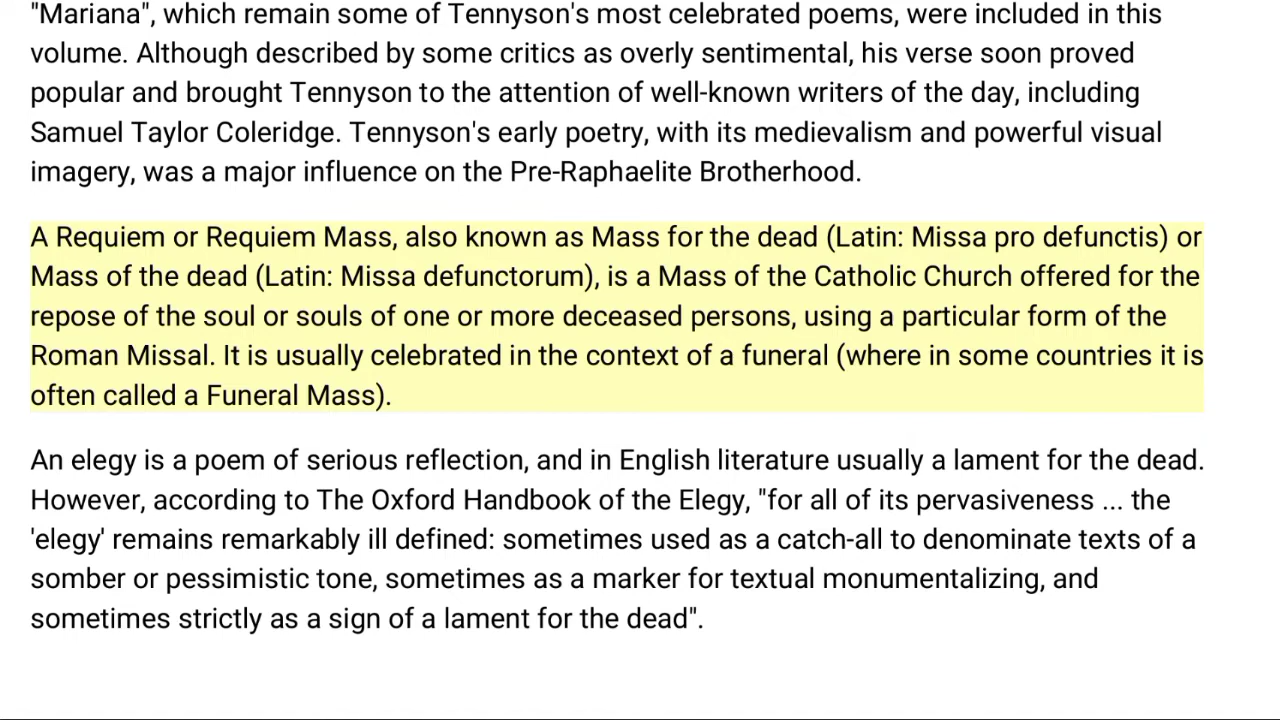 "Mariana", which remain some of Tennyson's most celebrated poems, were included in this
volume. Although described by some critics as overly sentimental, his verse soon proved
popular and brought Tennyson to the attention of well-known writers of the day, including
Samuel Taylor Coleridge. Tennyson's early poetry, with its medievalism and powerful visual
imagery, was a major influence on the Pre-Raphaelite Brotherhood.
A Requiem or Requiem Mass, also known as Mass for the dead (Latin: Missa pro defunctis) or
Mass of the dead (Latin: Missa defunctorum), is a Mass of the Catholic Church offered for the
repose of the soul or souls of one or more deceased persons, using a particular form of the
Roman Missal. It is usually celebrated in the context of a funeral (where in some countries it is
often called a Funeral Mass).
An elegy is a poem of serious reflection, and in English literature usually a lament for the dead.
However, according to The Oxford Handbook of the Elegy, "for all of its pervasiveness ... the
'elegy' remains remarkably ill defined: sometimes used as a catch-all to denominate texts of a
somber or pessimistic tone, sometimes as a marker for textual monumentalizing, and
sometimes strictly as a sign of a lament for the dead".